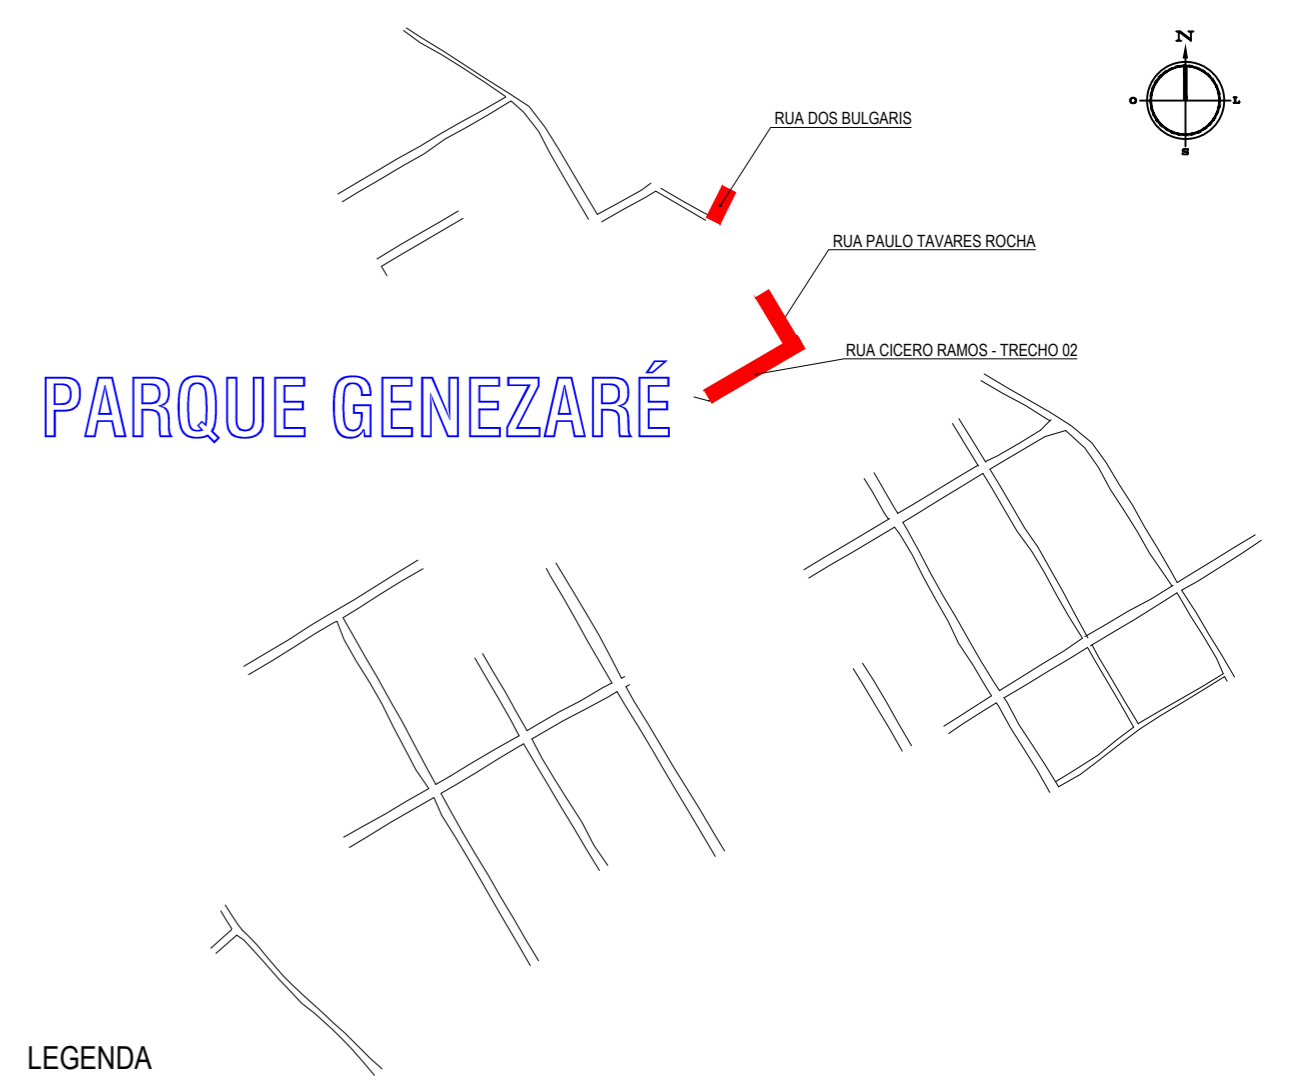 N
O
L
S
RUA DOS BULGARIS
RUA PAULO TAVARES ROCHA
RUA CICERO RAMOS - TRECHO 02
PARQUE GENEZARÉ
LEGENDA